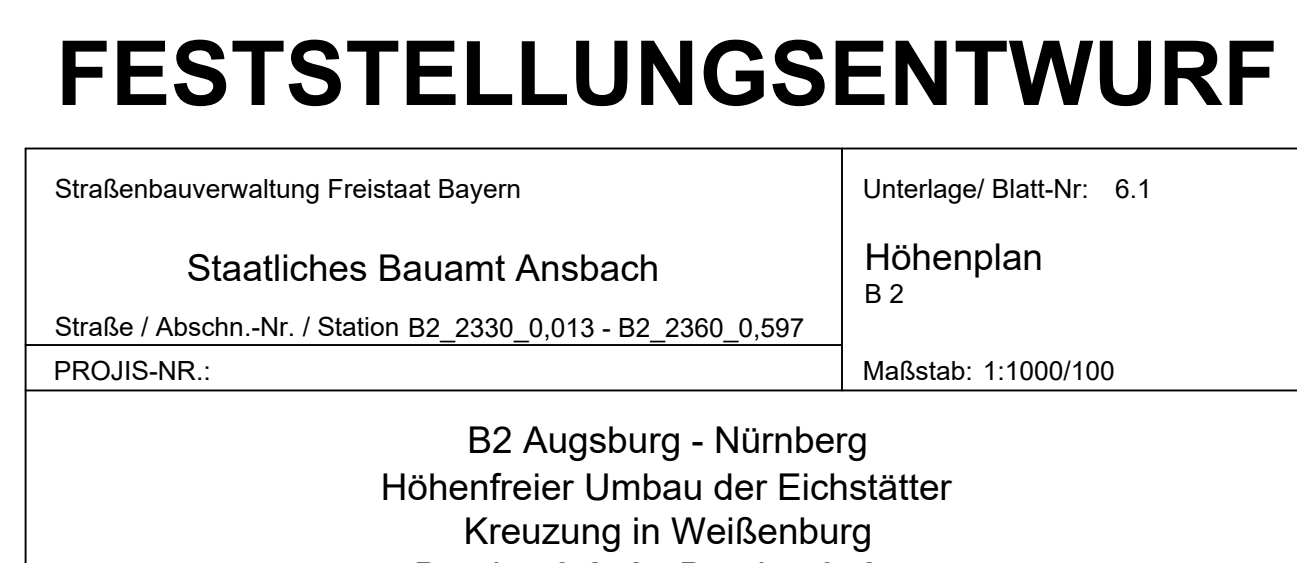 FESTSTELLUNGSENTWURF
Straßenbauverwaltung Freistaat Bayern
Staatliches Bauamt Ansbach
Straße / Abschn.-Nr. / Station B2_2330_0,013 - B2_2360_0,597
PROJIS-NR.:
Unterlage/ Blatt-Nr: 6.1
Höhenplan
B 2
Maßstab: 1:1000/100
B2 Augsburg - Nürnberg
Höhenfreier Umbau der Eichstätter
Kreuzung in Weißenburg